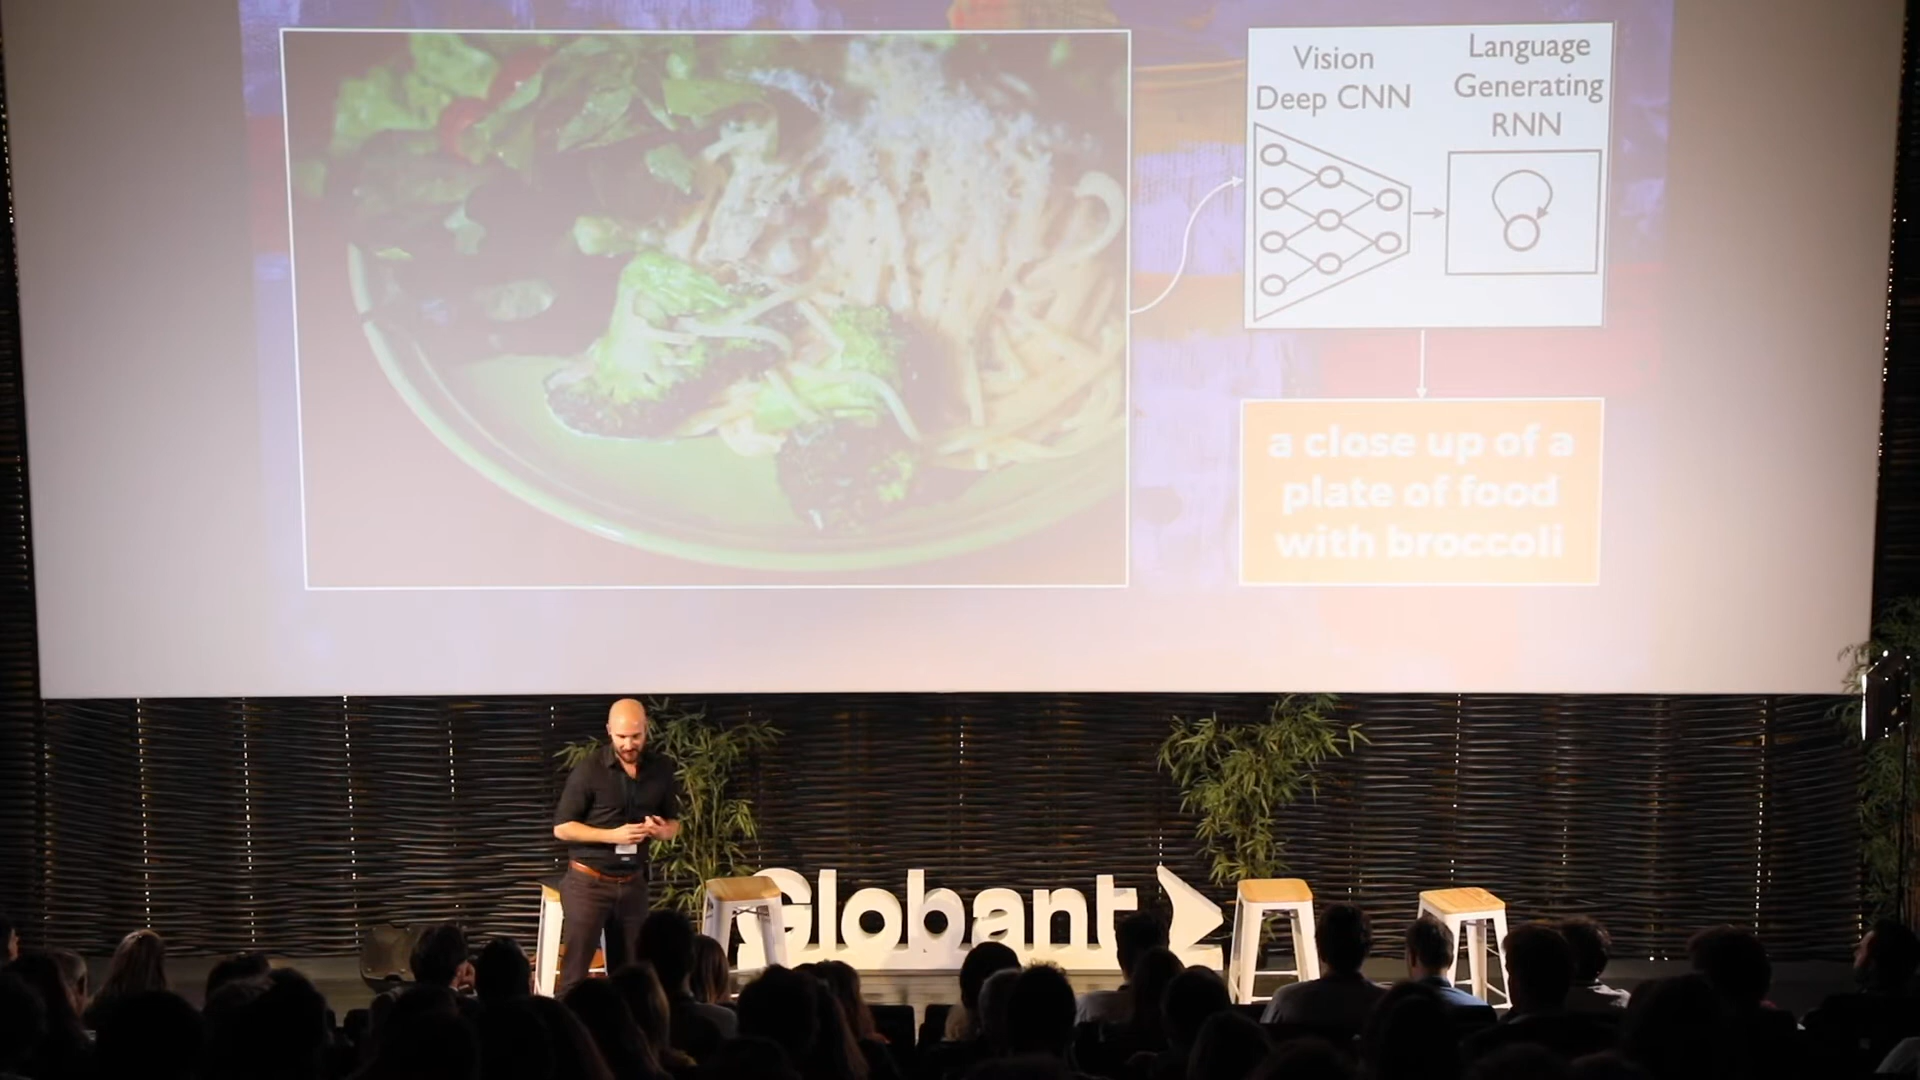 Vision
Deep CNN
Language
Generating
RNN
a close up of a
plate of food
with broccoli
Globant